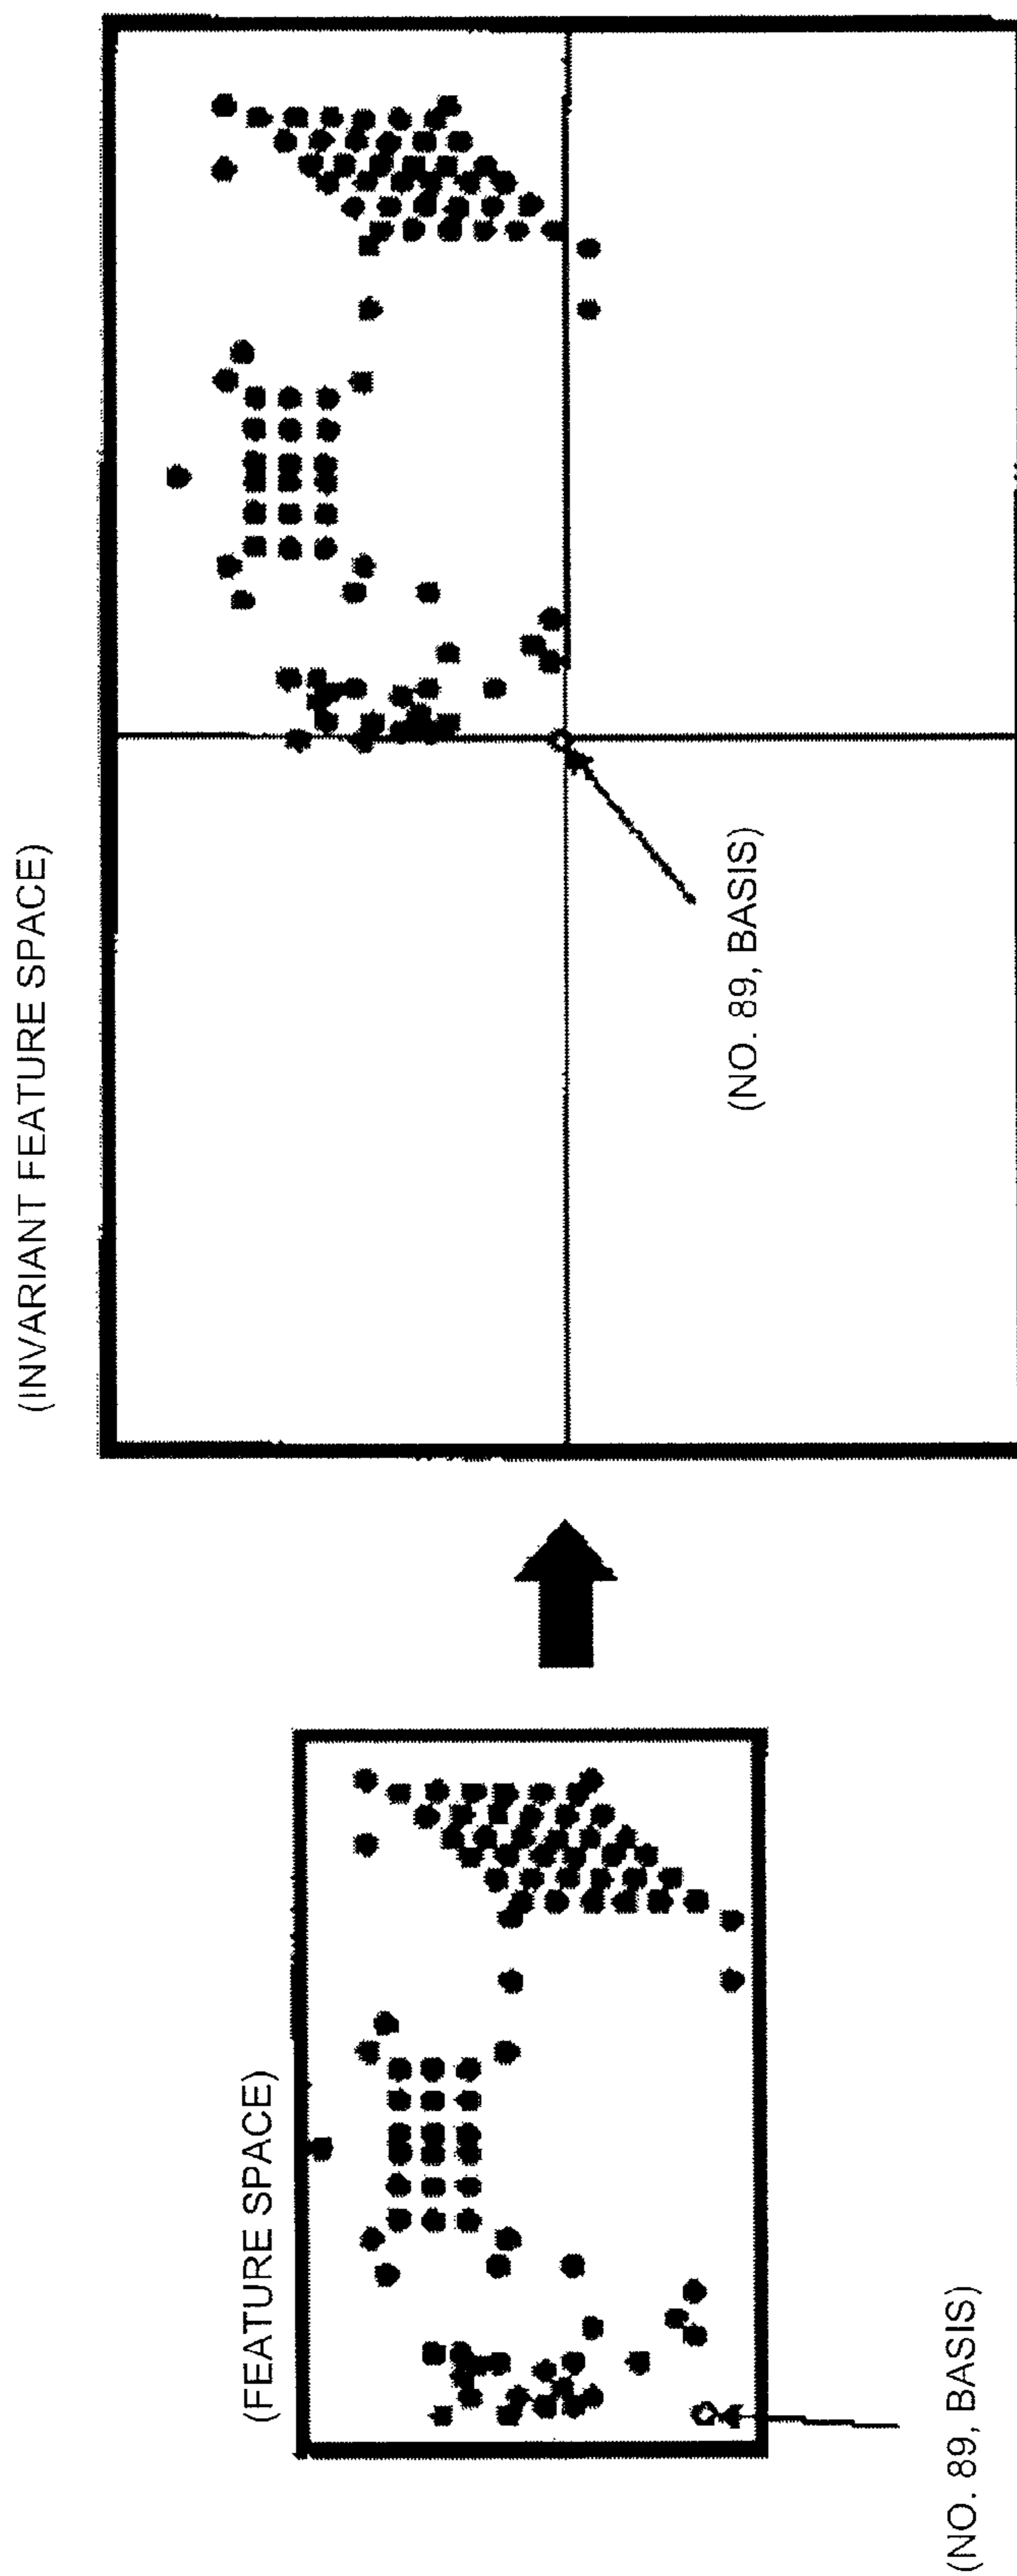 (FEATURE SPACE)
(NO. 89, BASIS)
(INVARIANT FEATURE SPACE)
(NO. 89, BASIS)